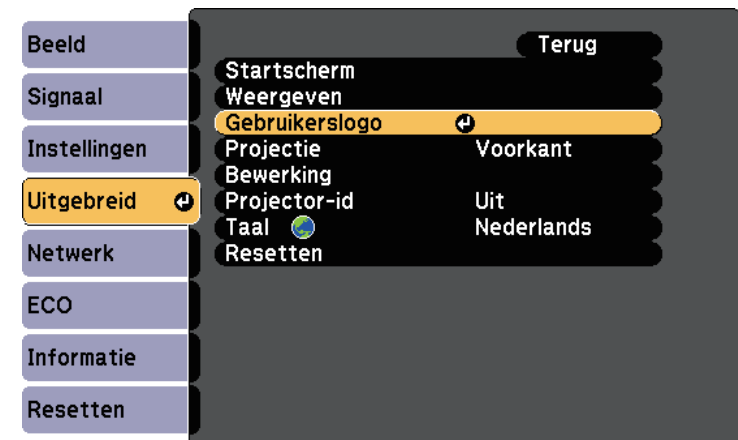 Beeld
Signaal
Instellingen
Uitgebreid
Netwerk
ECO
Informatie
Resetten
Terug
Startscherm
Weergeven
Gebruikerslogo
Projectie Voorkant
Bewerking
Projector-id Uit
Taal Nederlands
Resetten